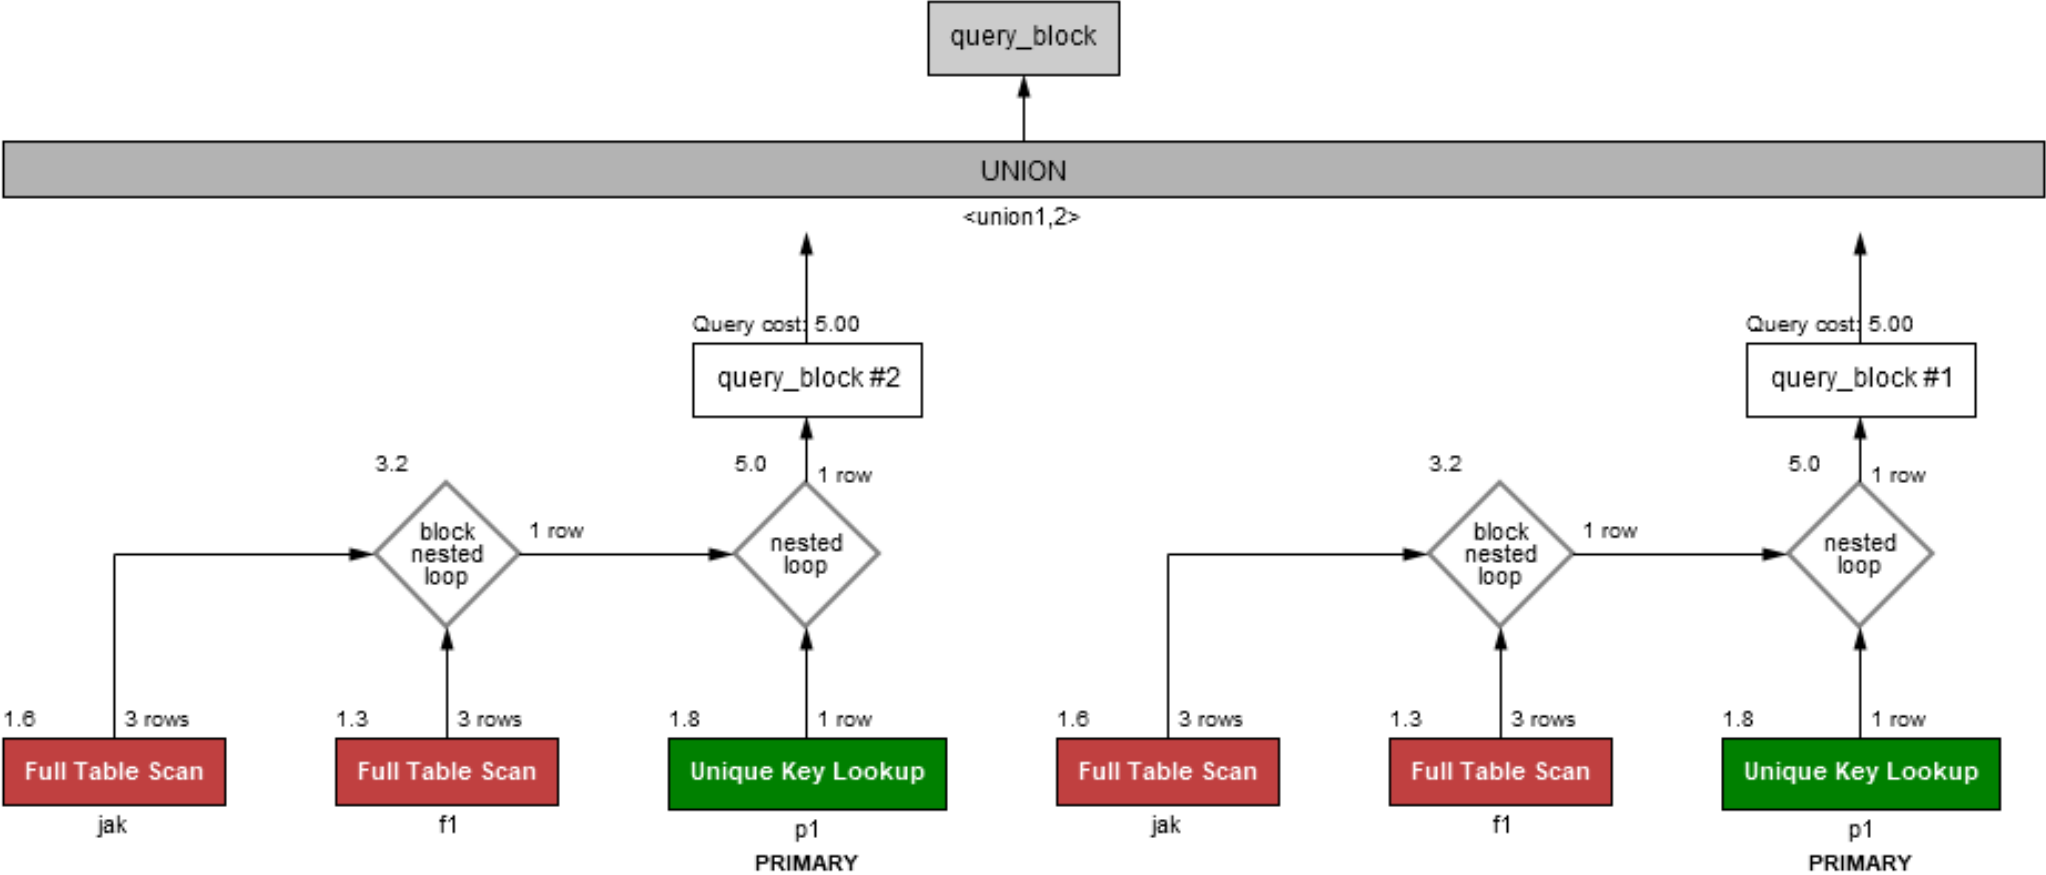 query_block
UNION
<union1,2>
Query cost: 5.00
Query cost: 5.00
query_block #2
query_block #1
3.2
5.0
1 row
3.2
5.0
1 row
block
nested
loop
1 row
nested
loop
block
nested
loop
1 row
nested
loop
1.6
3 rows
1.3
3 rows
1.8
1 row
1.6
3 rows
1.3
3 rows
1.8
1 row
Full Table Scan
Full Table Scan
Unique Key Lookup
Full Table Scan
Full Table Scan
Unique Key Lookup
jak
f1
p1
jak
f1
p1
PRIMARY
PRIMARY